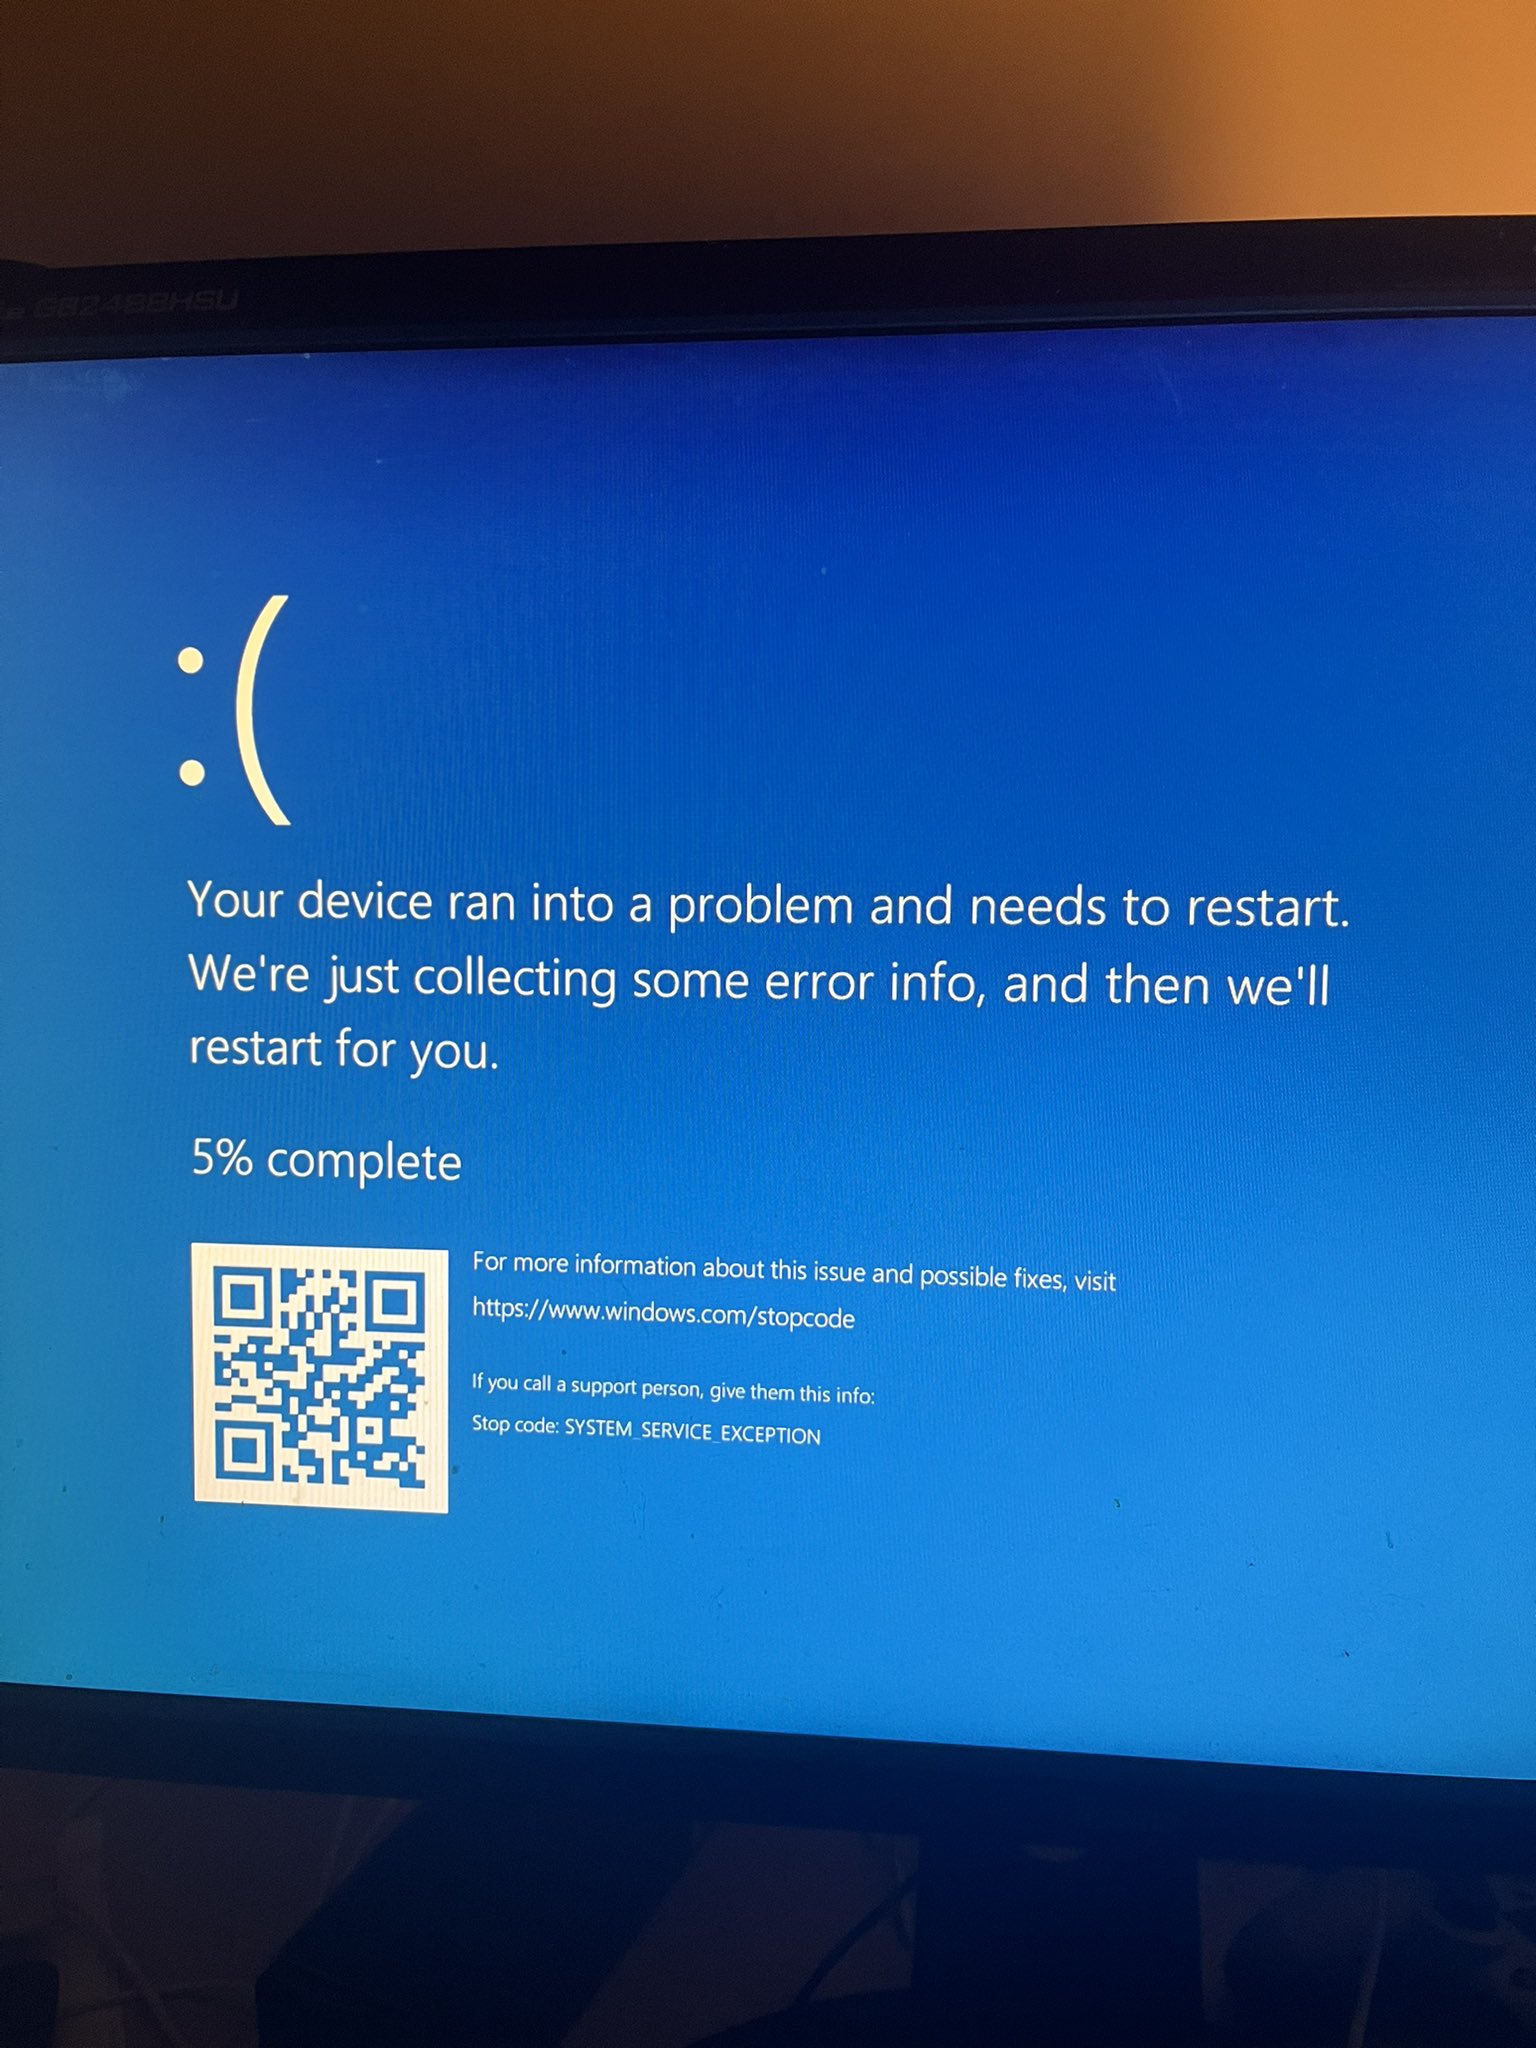 GB2488HSU
:(
Your device ran into a problem and needs to restart.
We're just collecting some error info, and then we'll
restart for you.
5% complete
For more information about this issue and possible fixes, visit
https://www.windows.com/stopcode
If you call a support person, give them this info:
Stop code: SYSTEM_SERVICE_EXCEPTION